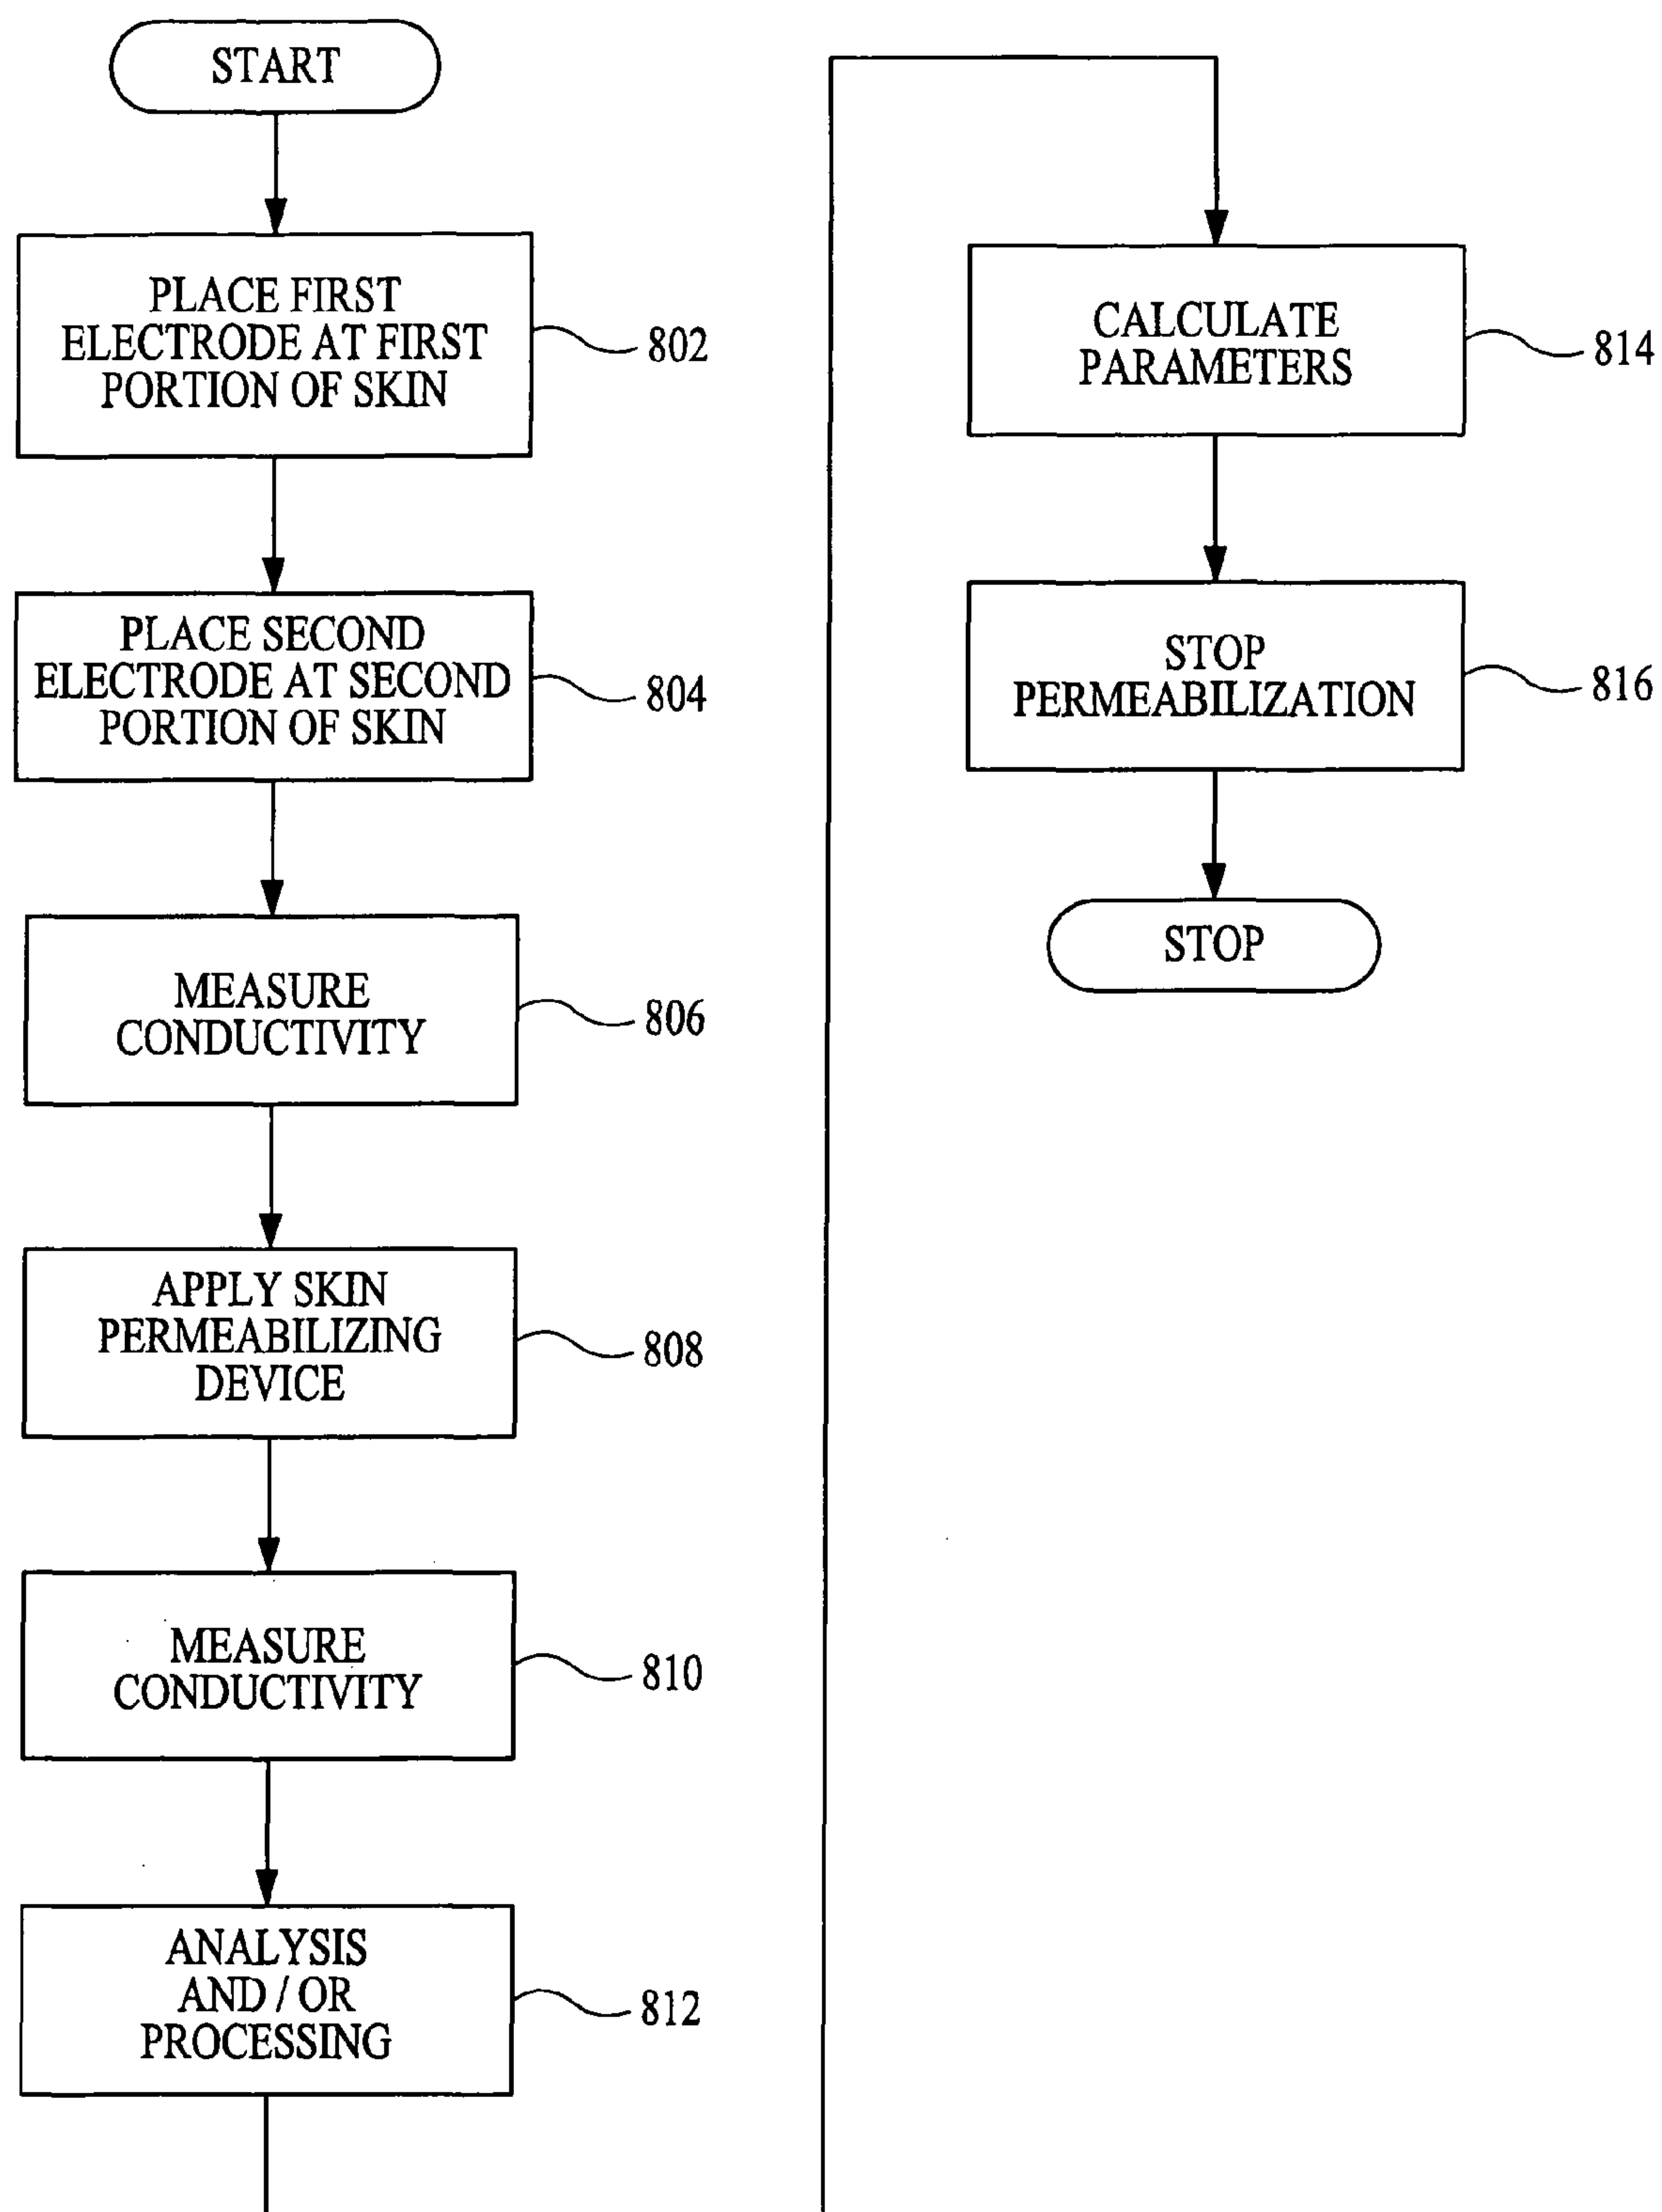 START
PLACE FIRST
ELECTRODE AT FIRST
PORTION OF SKIN
802
PLACE SECOND
ELECTRODE AT SECOND
PORTION OF SKIN
804
MEASURE
CONDUCTIVITY
806
APPLY SKIN
PERMEABILIZING
DEVICE
808
MEASURE
CONDUCTIVITY
810
ANALYSIS
AND / OR
PROCESSING
812
CALCULATE
PARAMETERS
814
STOP
PERMEABILIZATION
816
STOP